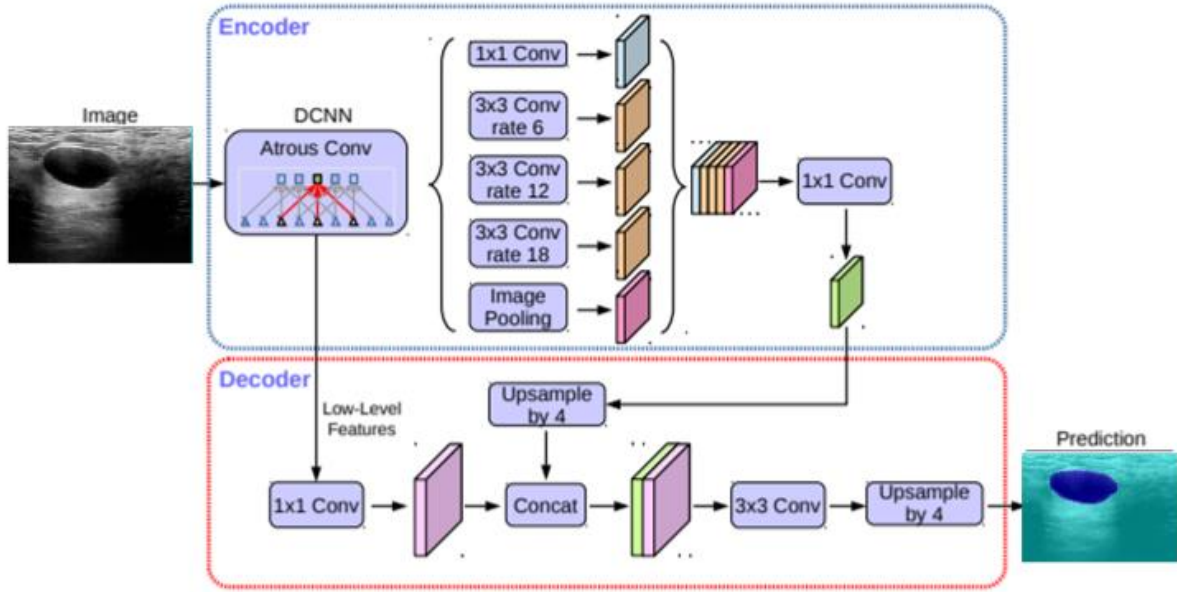 Encoder
Image
DCNN
Atrous Conv
1x1 Conv
3x3 Conv
rate 6
3x3 Conv
rate 12
3x3 Conv
rate 18
Image
Pooling
1x1 Conv
Decoder
Low-Level
Features
Upsample
by 4
1x1 Conv
Concat
3x3 Conv
Upsample
by 4
Prediction